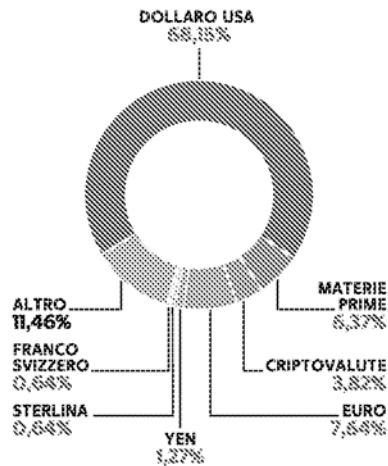 DOLLARO USA
68,15%
ALTRO
11,46%
MATERIE
PRIME
6,37%
FRANCO
SVIZZERO
0,64%
CRIPTOVALUTE
3,82%
STERLINA
0,64%
EURO
7,64%
YEN
1,27%